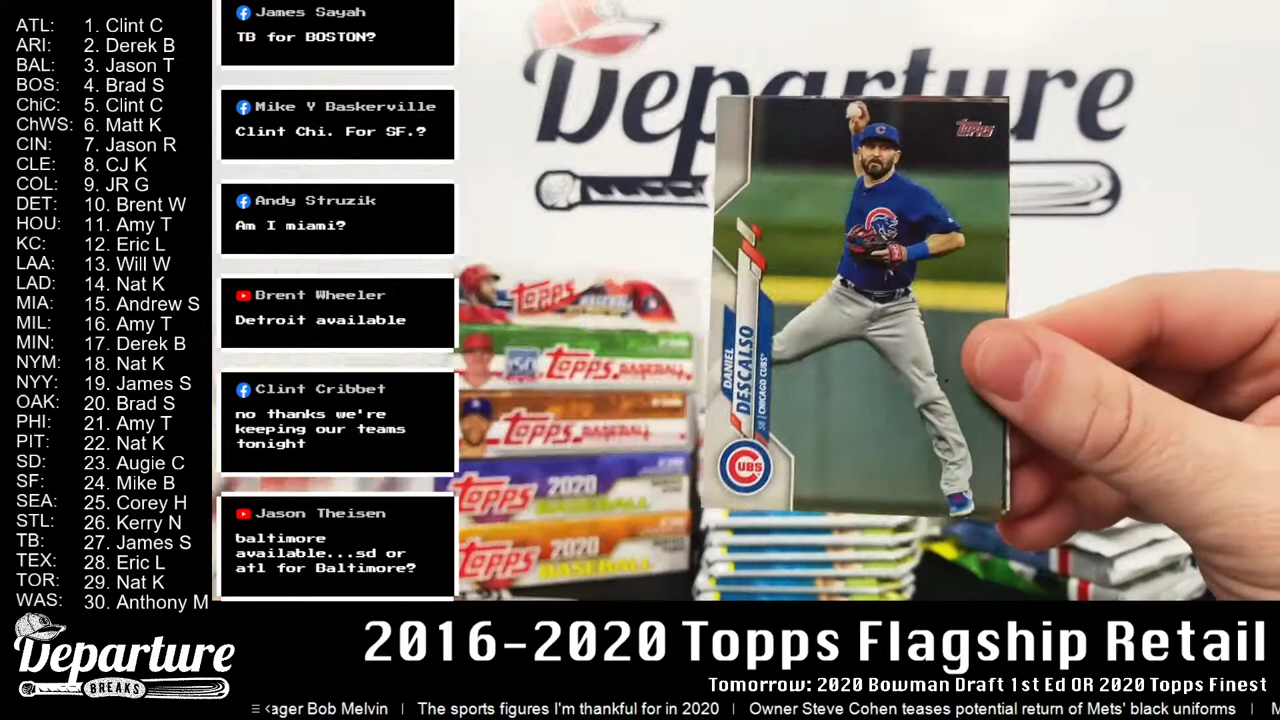 ATL: 1. Clint C
ARI: 2. Derek B
BAL: 3. Jason T
BOS: 4. Brad S
ChiC: 5. Clint C
ChWS: 6. Matt K
CIN: 7. Jason R
CLE: 8. CJ K
COL: 9. JR G
DET: 10. Brent W
HOU: 11. Amy T
KC: 12. Eric L
LAA: 13. Will W
LAD: 14. Nat K
MIA: 15. Andrew S
MIL: 16. Amy T
MIN: 17. Derek B
NYM: 18. Nat K
NYY: 19. James S
OAK: 20. Brad S
PHI: 21. Amy T
PIT: 22. Nat K
SD: 23. Augie C
SF: 24. Mike B
SEA: 25. Corey H
STL: 26. Kerry N
TB: 27. James S
TEX: 28. Eric L
TOR: 29. Nat K
WAS: 30. Anthony M
James Sayah
TB for BOSTON?
Mike Y Baskerville
Clint Chi. For SF.?
Andy Struzik
Am I miami?
Brent Wheeler
Detroit available
Clint Cribbet
no thanks we're
keeping our teams
tonight
Jason Theisen
baltimore
available...sd or
atl for Baltimore?
Departure
Topps
DANIEL
DESCALSO
3B | CHICAGO CUBS
CUBS
Topps
Topps BASEBALL
Topps BASEBALL
Topps 2020 BASEBALL
Topps 2020 BASEBALL
Departure
BREAKS
2016-2020 Topps Flagship Retail
Tomorrow: 2020 Bowman Draft 1st Ed OR 2020 Topps Finest
ager Bob Melvin | The sports figures I'm thankful for in 2020 | Owner Steve Cohen teases potential return of Mets' black uniforms | M